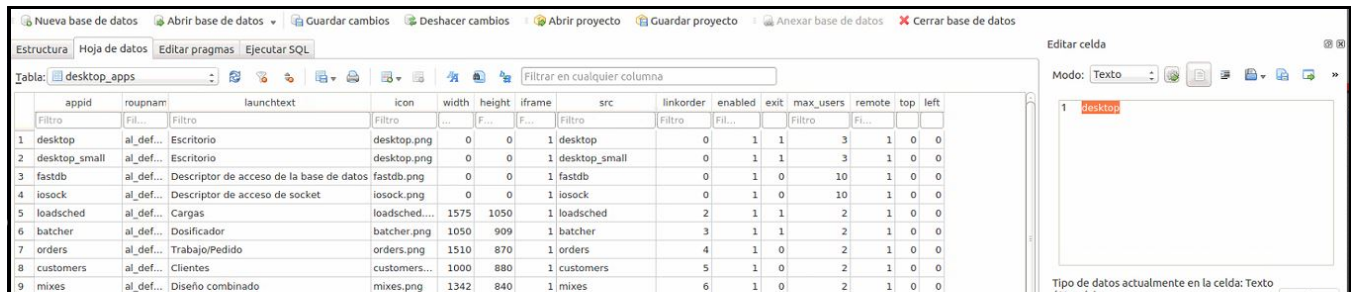 Nueva base de datos Abrir base de datos Guardar cambios Deshacer cambios Abrir proyecto Guardar proyecto Anexar base de datos Cerrar base de datos
Estructura Hoja de datos Editar pragmas Ejecutar SQL
Editar celda
Tabla: desktop_apps Filtrar en cualquier columna
Modo: Texto »
appid roupnam launchtext icon width height iframe src linkorder enabled exit max_users remote top left
Filtro Fil... Filtro Filtro ... F... F... Filtro Filtro Fil... Filtro Fi...
1 desktop al_def... Escritorio desktop.png 0 0 1 desktop 0 1 1 3 1 0 0
2 desktop_small al_def... Escritorio desktop.png 0 0 1 desktop_small 0 1 1 3 1 0 0
3 fastdb al_def... Descriptor de acceso de la base de datos fastdb.png 0 0 1 fastdb 0 1 0 10 1 0 0
4 iosock al_def... Descriptor de acceso de socket iosock.png 0 0 1 iosock 0 1 0 10 1 0 0
5 loadsched al_def... Cargas loadsched.... 1575 1050 1 loadsched 2 1 1 2 1 0 0
6 batcher al_def... Dosificador batcher.png 1050 909 1 batcher 3 1 1 2 1 0 0
7 orders al_def... Trabajo/Pedido orders.png 1510 870 1 orders 4 1 0 2 1 0 0
8 customers al_def... Clientes customers... 1000 880 1 customers 5 1 0 2 1 0 0
9 mixes al_def... Diseño combinado mixes.png 1342 840 1 mixes 6 1 0 2 1 0 0
1 desktop
Tipo de datos actualmente en la celda: Texto